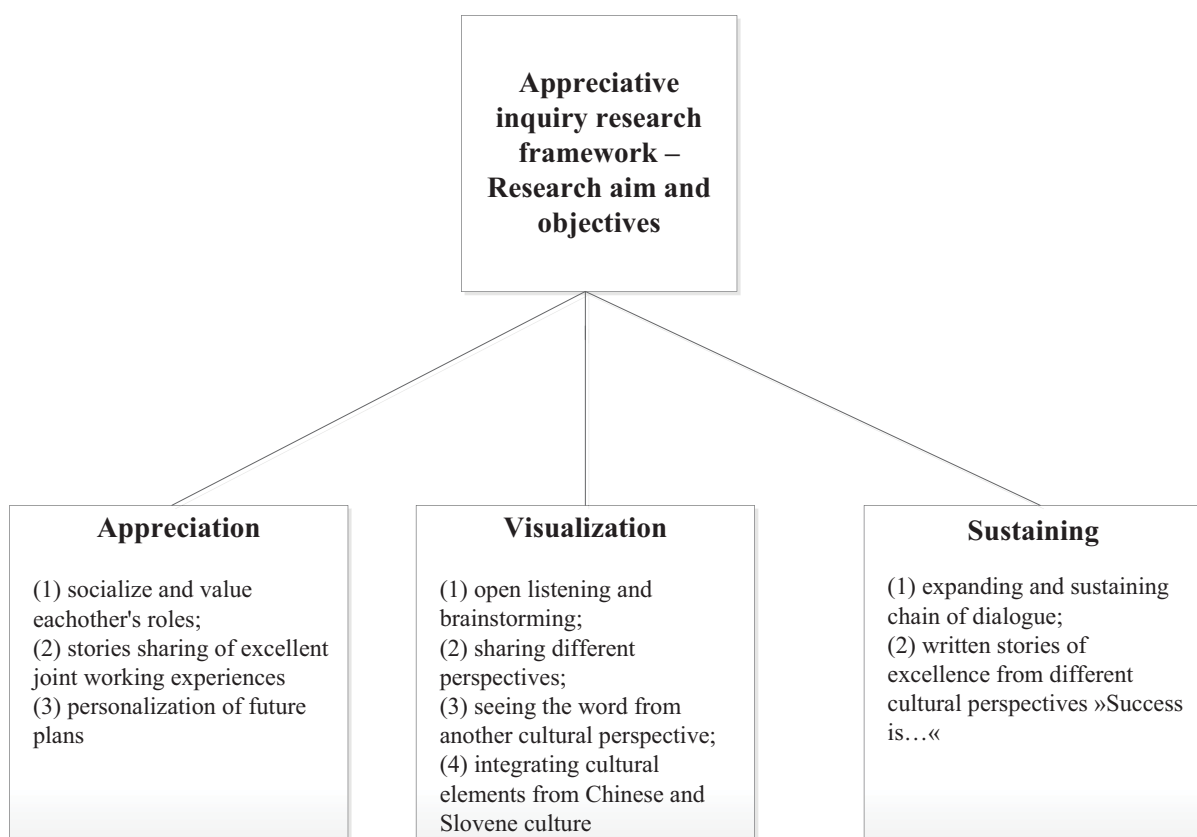 Appreciative
inquiry research
framework –
Research aim and
objectives
Appreciation
(1) socialize and value
eachother's roles;
(2) stories sharing of excellent
joint working experiences
(3) personalization of future
plans
Visualization
(1) open listening and
brainstorming;
(2) sharing different
perspectives;
(3) seeing the word from
another cultural perspective;
(4) integrating cultural
elements from Chinese and
Slovene culture
Sustaining
(1) expanding and sustaining
chain of dialogue;
(2) written stories of
excellence from different
cultural perspectives »Success
is…«